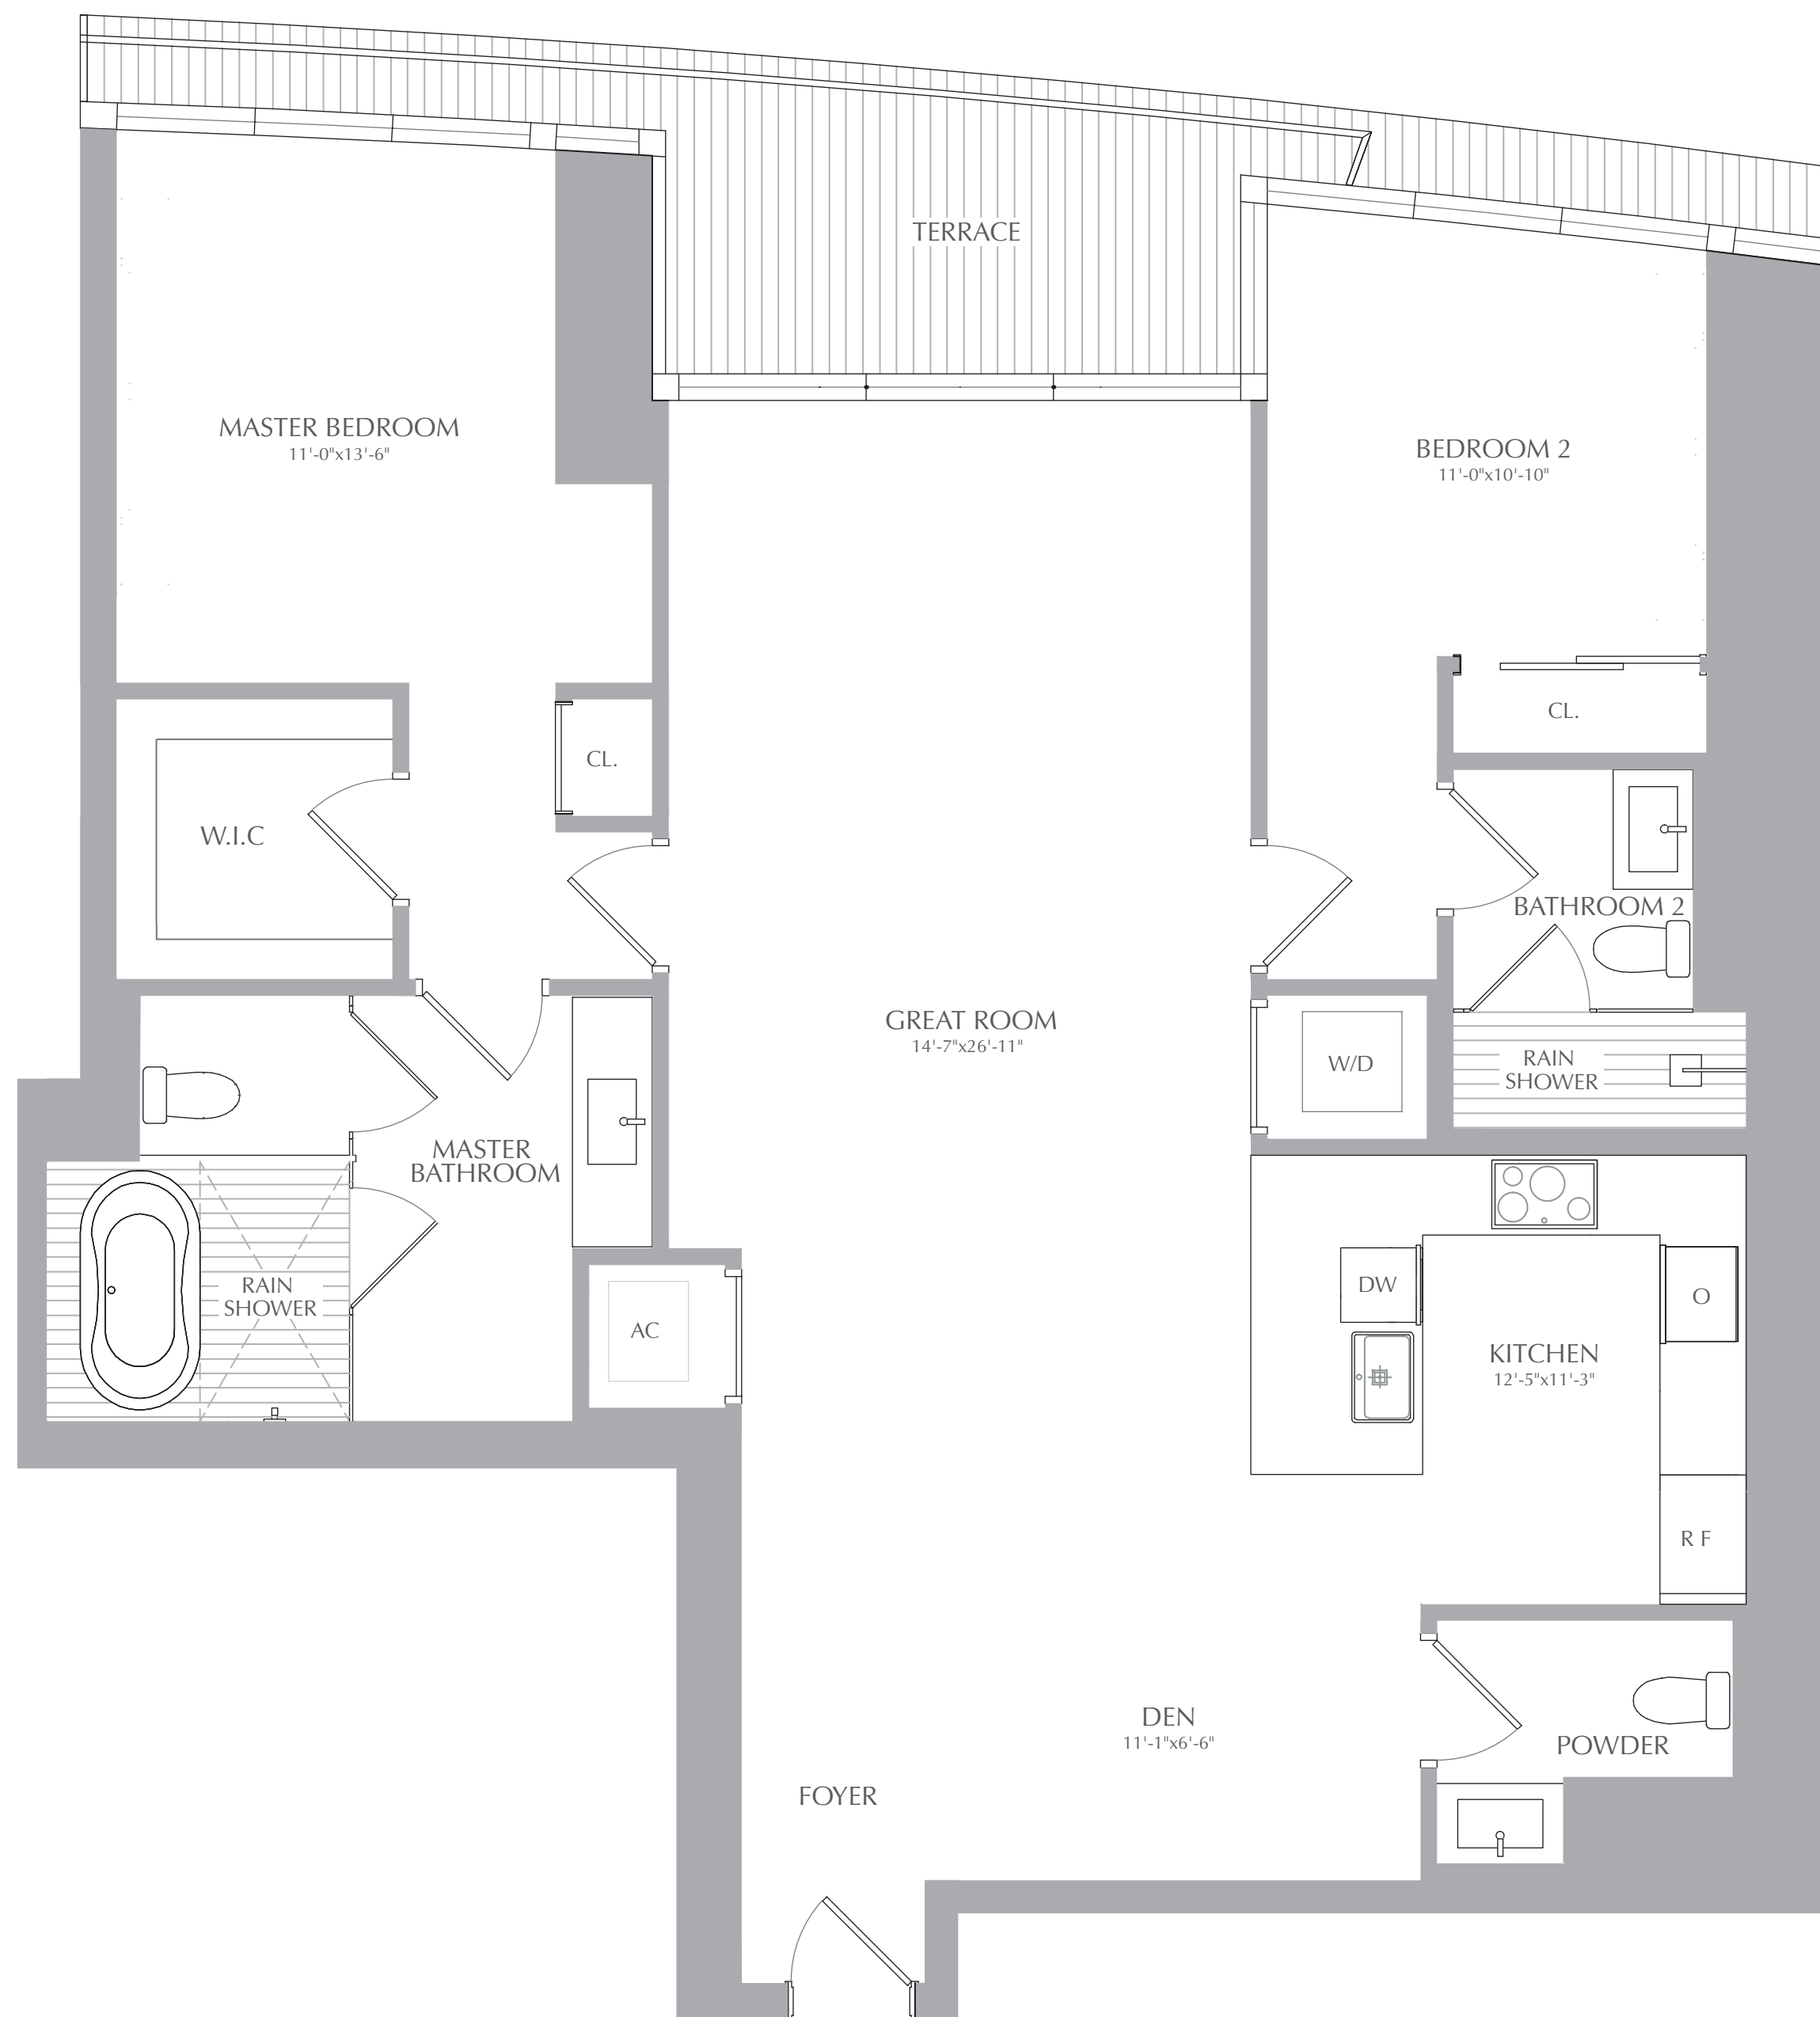 TERRACE
MASTER BEDROOM
11'-0"x13'-6"
BEDROOM 2
11'-0"x10'-10"
CL.
CL.
W.I.C
BATHROOM 2
GREAT ROOM
14'-7"x26'-11"
W/D
RAIN
SHOWER
MASTER
BATHROOM
RAIN
SHOWER
DW
O
AC
KITCHEN
12'-5"x11'-3"
R F
DEN
11'-1"x6'-6"
POWDER
FOYER